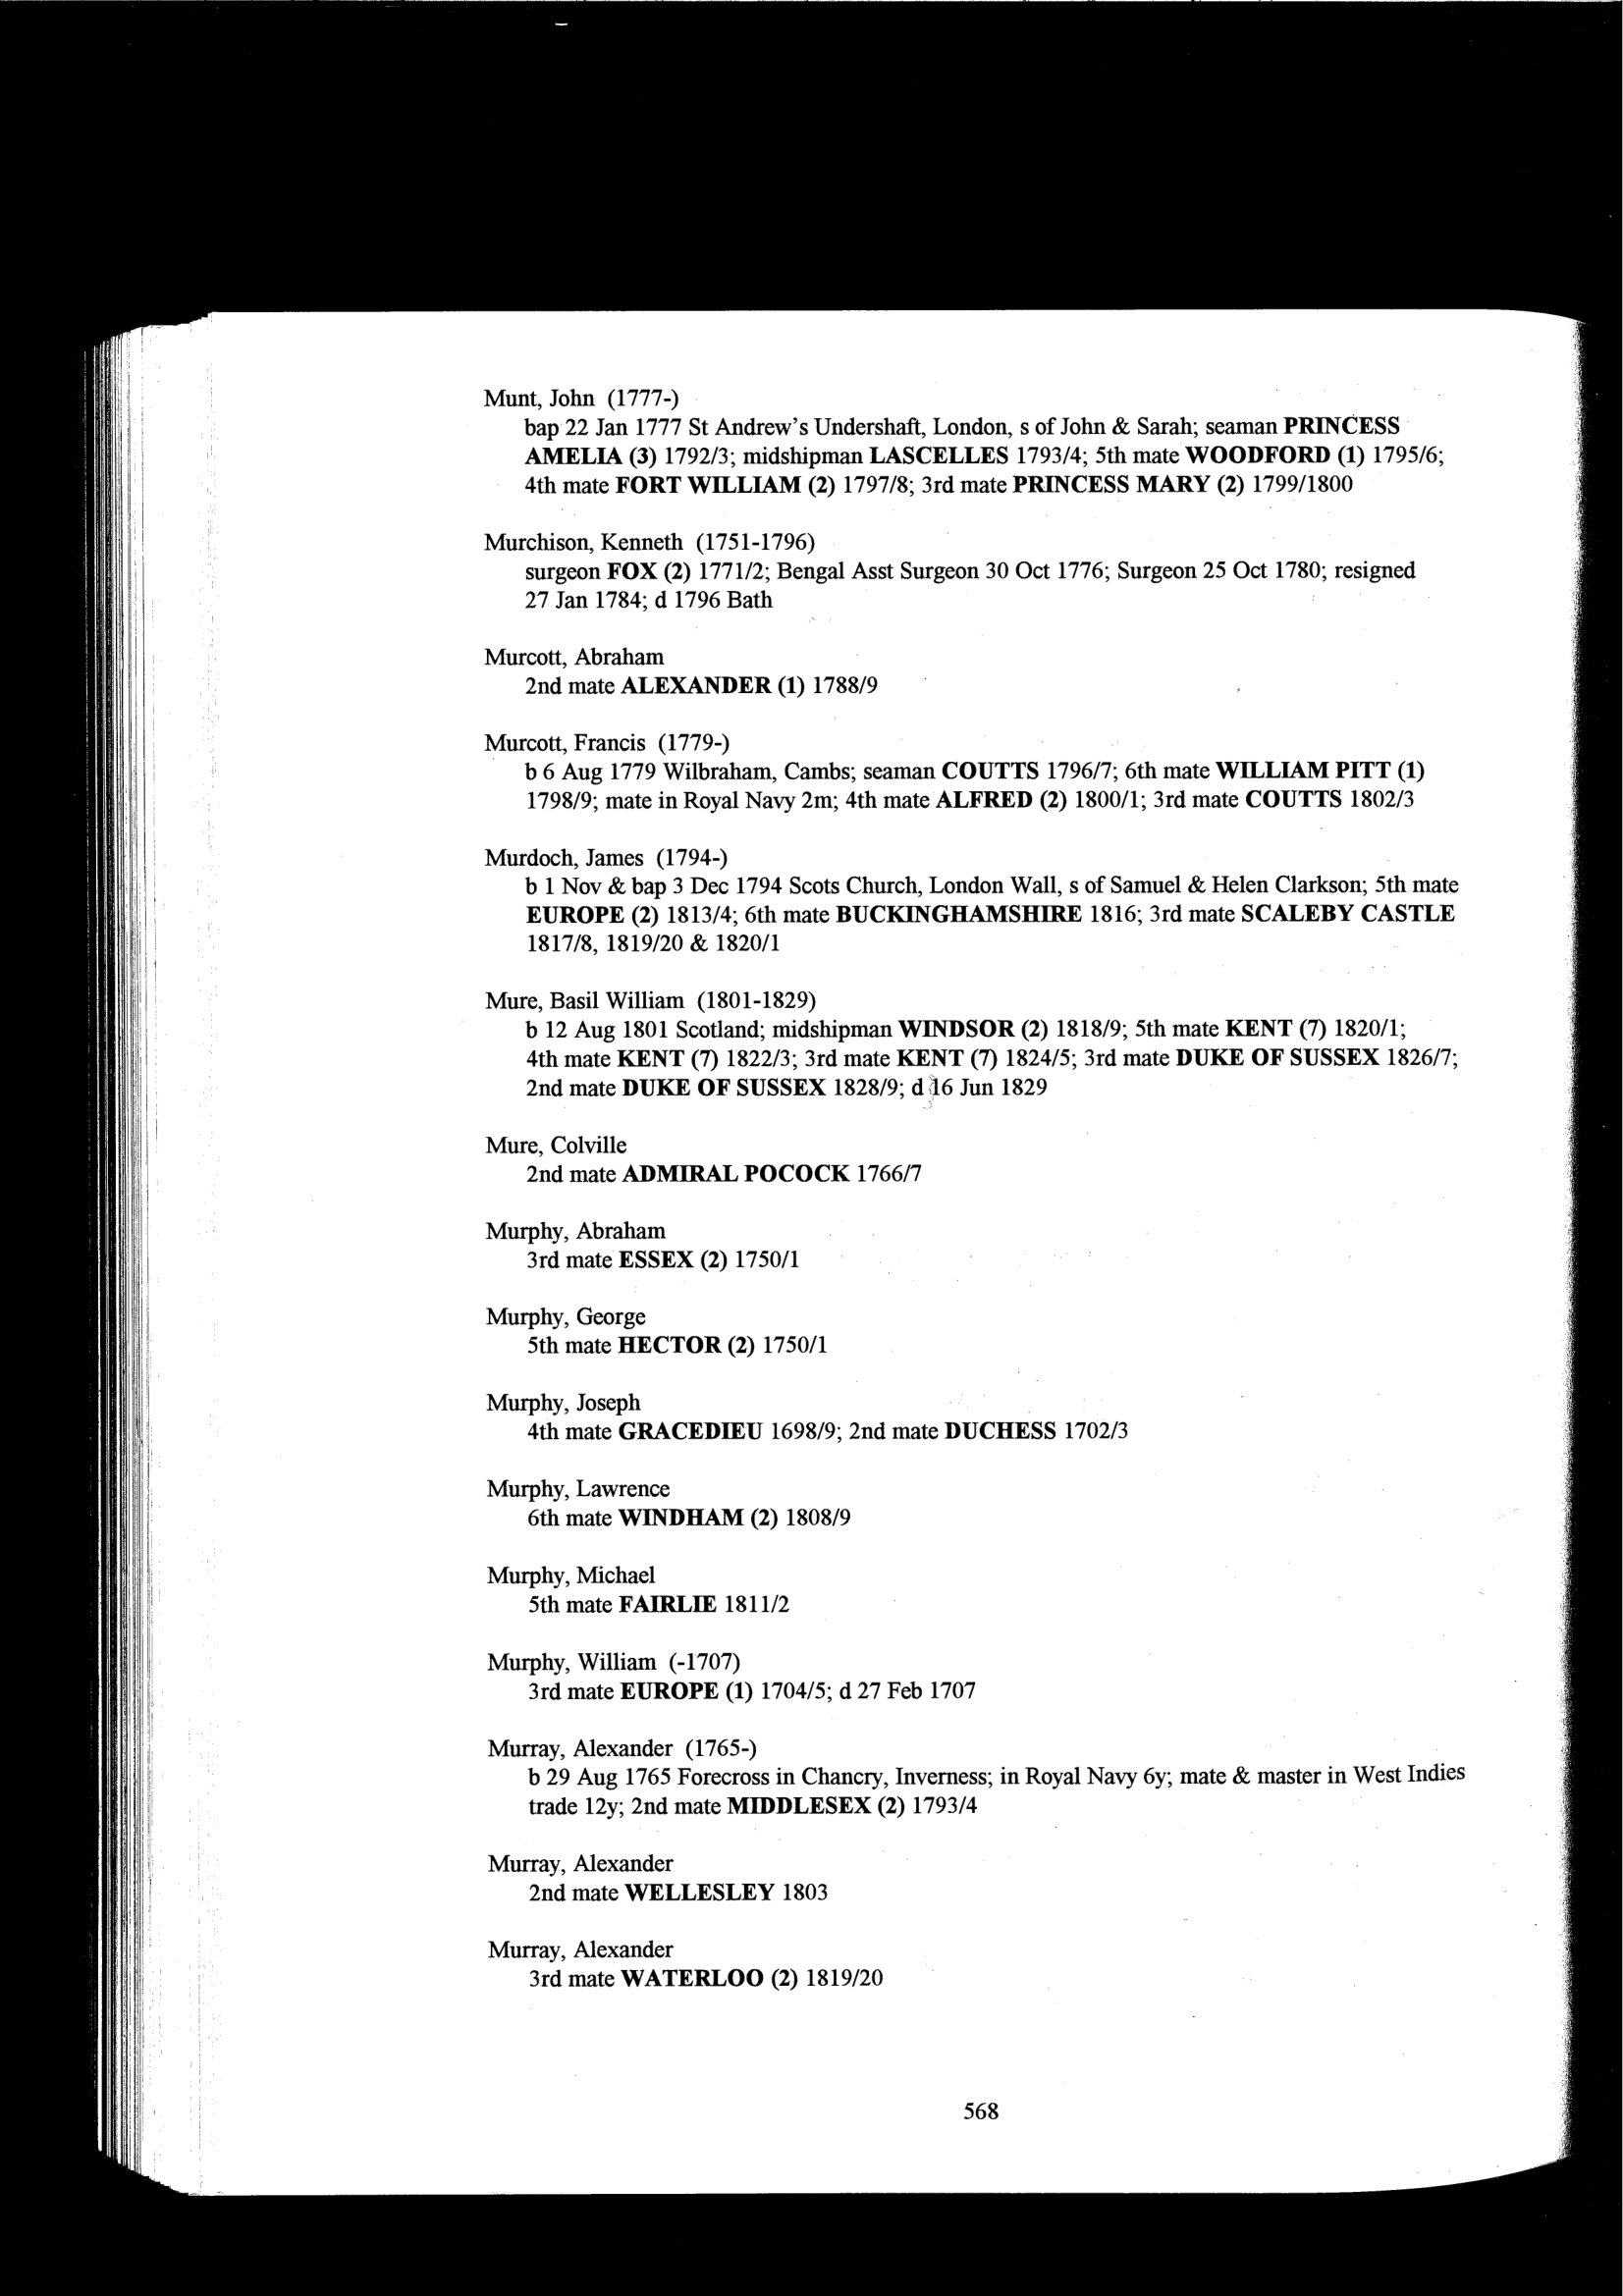 Munt, John (1777-)
bap 22 Jan 1777 St Andrew's Undershaft, London, s of John & Sarah; seaman PRINCESS
AMELIA (3) 1792/3; midshipman LASCELLES 1793/4; 5th mate WOODFORD (1) 1795/6;
4th mate FORT WILLIAM (2) 1797/8; 3rd mate PRINCESS MARY (2) 1799/1800
Murchison, Kenneth (1751-1796)
surgeon FOX (2) 1771/2; Bengal Asst Surgeon 30 Oct 1776; Surgeon 25 Oct 1780; resigned
27 Jan 1784; d 1796 Bath
Murcott, Abraham
2nd mate ALEXANDER (1) 1788/9
Murcott, Francis (1779-)
b 6 Aug 1779 Wilbraham, Cambs; seaman COUTTS 1796/7; 6th mate WILLIAM PITT (1)
1798/9; mate in Royal Navy 2m; 4th mate ALFRED (2) 1800/1; 3rd mate COUTTS 1802/3
Murdoch, James (1794-)
b 1 Nov & bap 3 Dec 1794 Scots Church, London Wall, s of Samuel & Helen Clarkson; 5th mate
EUROPE (2) 1813/4; 6th mate BUCKINGHAMSHIRE 1816; 3rd mate SCALEBY CASTLE
1817/8, 1819/20 & 1820/1
Mure, Basil William (1801-1829)
b 12 Aug 1801 Scotland; midshipman WINDSOR (2) 1818/9; 5th mate KENT (7) 1820/1;
4th mate KENT (7) 1822/3; 3rd mate KENT (7) 1824/5; 3rd mate DUKE OF SUSSEX 1826/7;
2nd mate DUKE OF SUSSEX 1828/9; d 16 Jun 1829
Mure, Colville
2nd mate ADMIRAL POCOCK 1766/7
Murphy, Abraham
3rd mate ESSEX (2) 1750/1
Murphy, George
5th mate HECTOR (2) 1750/1
Murphy, Joseph
4th mate GRACEDIEU 1698/9; 2nd mate DUCHESS 1702/3
Murphy, Lawrence
6th mate WINDHAM (2) 1808/9
Murphy, Michael
5th mate FAIRLIE 1811/2
Murphy, William (-1707)
3rd mate EUROPE (1) 1704/5; d 27 Feb 1707
Murray, Alexander (1765-)
b 29 Aug 1765 Forecross in Chancry, Inverness; in Royal Navy 6y; mate & master in West Indies
trade 12y; 2nd mate MIDDLESEX (2) 1793/4
Murray, Alexander
2nd mate WELLESLEY 1803
Murray, Alexander
3rd mate WATERLOO (2) 1819/20
568